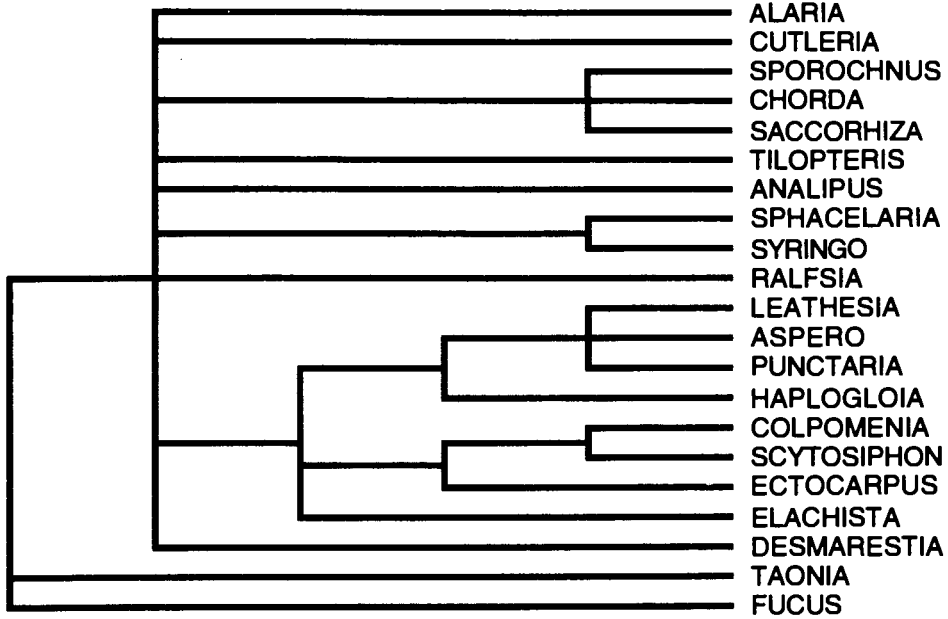 ALARIA
CUTLERIA
SPOROCHNUS
CHORDA
SACCORHIZA
TILOPTERIS
ANALIPUS
SPHACELARIA
SYRINGO
RALFSIA
LEATHESIA
ASPERO
PUNCTARIA
HAPLOGLOIA
COLPOMENIA
SCYTOSIPHON
ECTOCARPUS
ELACHISTA
DESMARESTIA
TAONIA
FUCUS